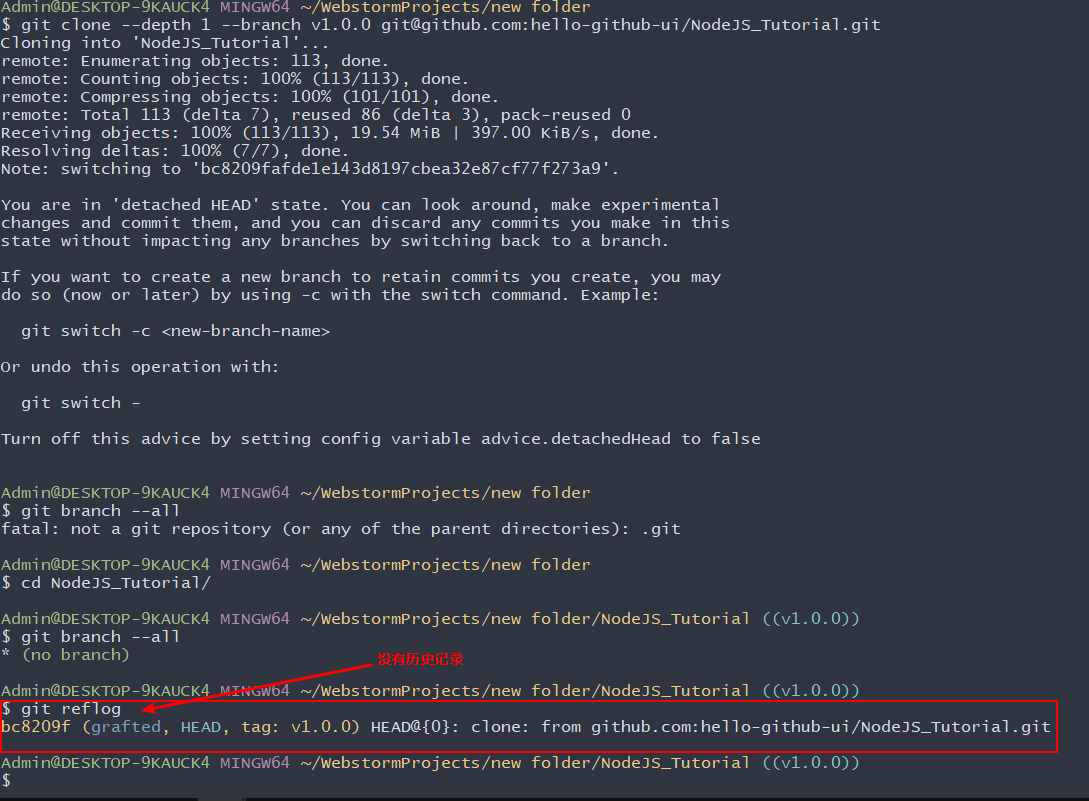 Admin@DESKTOP-9KAUCK4 MINGW64 ~/WebstormProjects/new folder
$ git clone --depth 1 --branch v1.0.0 git@github.com:hello-github-ui/NodeJS_Tutorial.git
Cloning into 'NodeJS_Tutorial'...
remote: Enumerating objects: 113, done.
remote: Counting objects: 100% (113/113), done.
remote: Compressing objects: 100% (101/101), done.
remote: Total 113 (delta 7), reused 86 (delta 3), pack-reused 0
Receiving objects: 100% (113/113), 19.54 MiB | 397.00 KiB/s, done.
Resolving deltas: 100% (7/7), done.
Note: switching to 'bc8209fafde1e143d8197cbea32e87cf77f273a9'.
You are in 'detached HEAD' state. You can look around, make experimental
changes and commit them, and you can discard any commits you make in this
state without impacting any branches by switching back to a branch.
If you want to create a new branch to retain commits you create, you may
do so (now or later) by using -c with the switch command. Example:
git switch -c <new-branch-name>
Or undo this operation with:
git switch -
Turn off this advice by setting config variable advice.detachedHead to false
Admin@DESKTOP-9KAUCK4 MINGW64 ~/WebstormProjects/new folder
$ git branch --all
fatal: not a git repository (or any of the parent directories): .git
Admin@DESKTOP-9KAUCK4 MINGW64 ~/WebstormProjects/new folder
$ cd NodeJS_Tutorial/
Admin@DESKTOP-9KAUCK4 MINGW64 ~/WebstormProjects/new folder/NodeJS_Tutorial ((v1.0.0))
$ git branch --all
* (no branch)
没有历史记录
Admin@DESKTOP-9KAUCK4 MINGW64 ~/WebstormProjects/new folder/NodeJS_Tutorial ((v1.0.0))
$ git reflog
bc8209f (grafted, HEAD, tag: v1.0.0) HEAD@{0}: clone: from github.com:hello-github-ui/NodeJS_Tutorial.git
Admin@DESKTOP-9KAUCK4 MINGW64 ~/WebstormProjects/new folder/NodeJS_Tutorial ((v1.0.0))
$